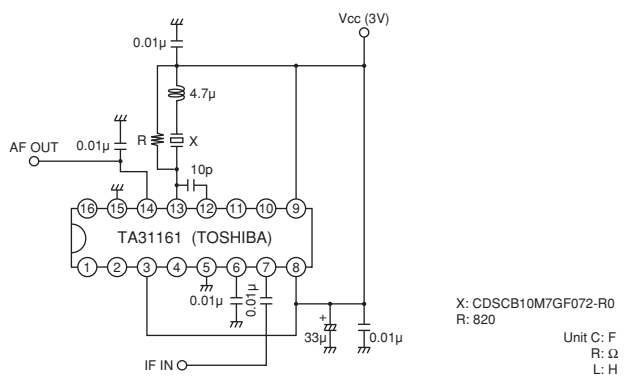 Vcc (3V)
0.01µ
4.7µ
R
X
0.01µ
AF OUT
10p
16 15 14 13 12 11 10 9
TA31161 (TOSHIBA)
1 2 3 4 5 6 7 8
0.01µ
0.01µ
+
33µ
0.01µ
IF IN
X: CDSCB10M7GF072-R0
R: 820
Unit C: F
R: Ω
L: H